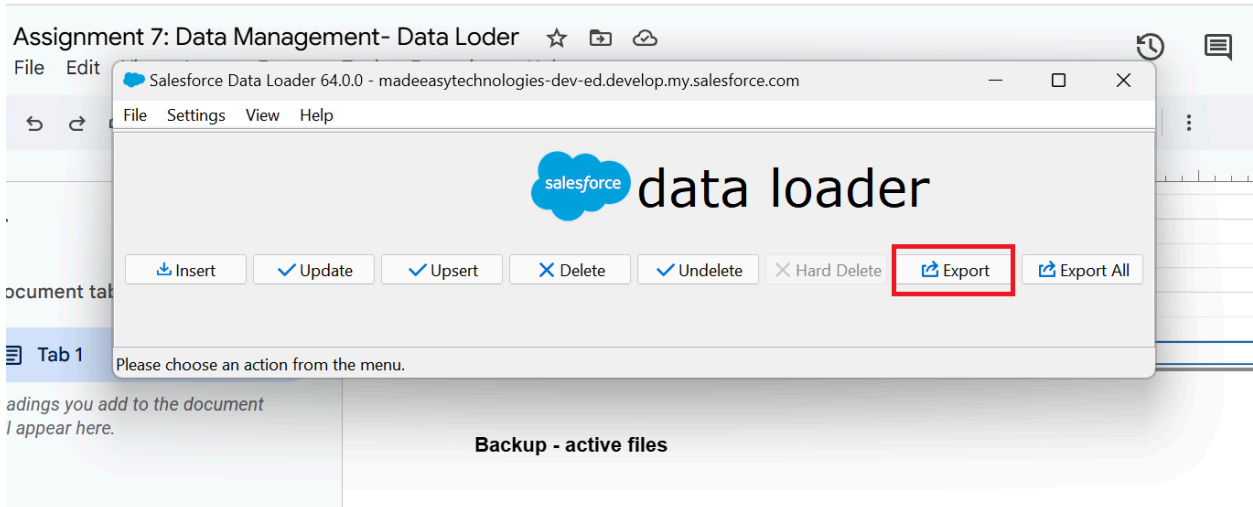 Assignment 7: Data Management- Data Loder
File Edit
Salesforce Data Loader 64.0.0 - madeeasytechnologies-dev-ed.develop.my.salesforce.com
File Settings View Help
salesforce data loader
Insert Update Upsert Delete Undelete Hard Delete Export Export All
ocument tab
Tab 1
Please choose an action from the menu.
adings you add to the document
l appear here.
Backup - active files